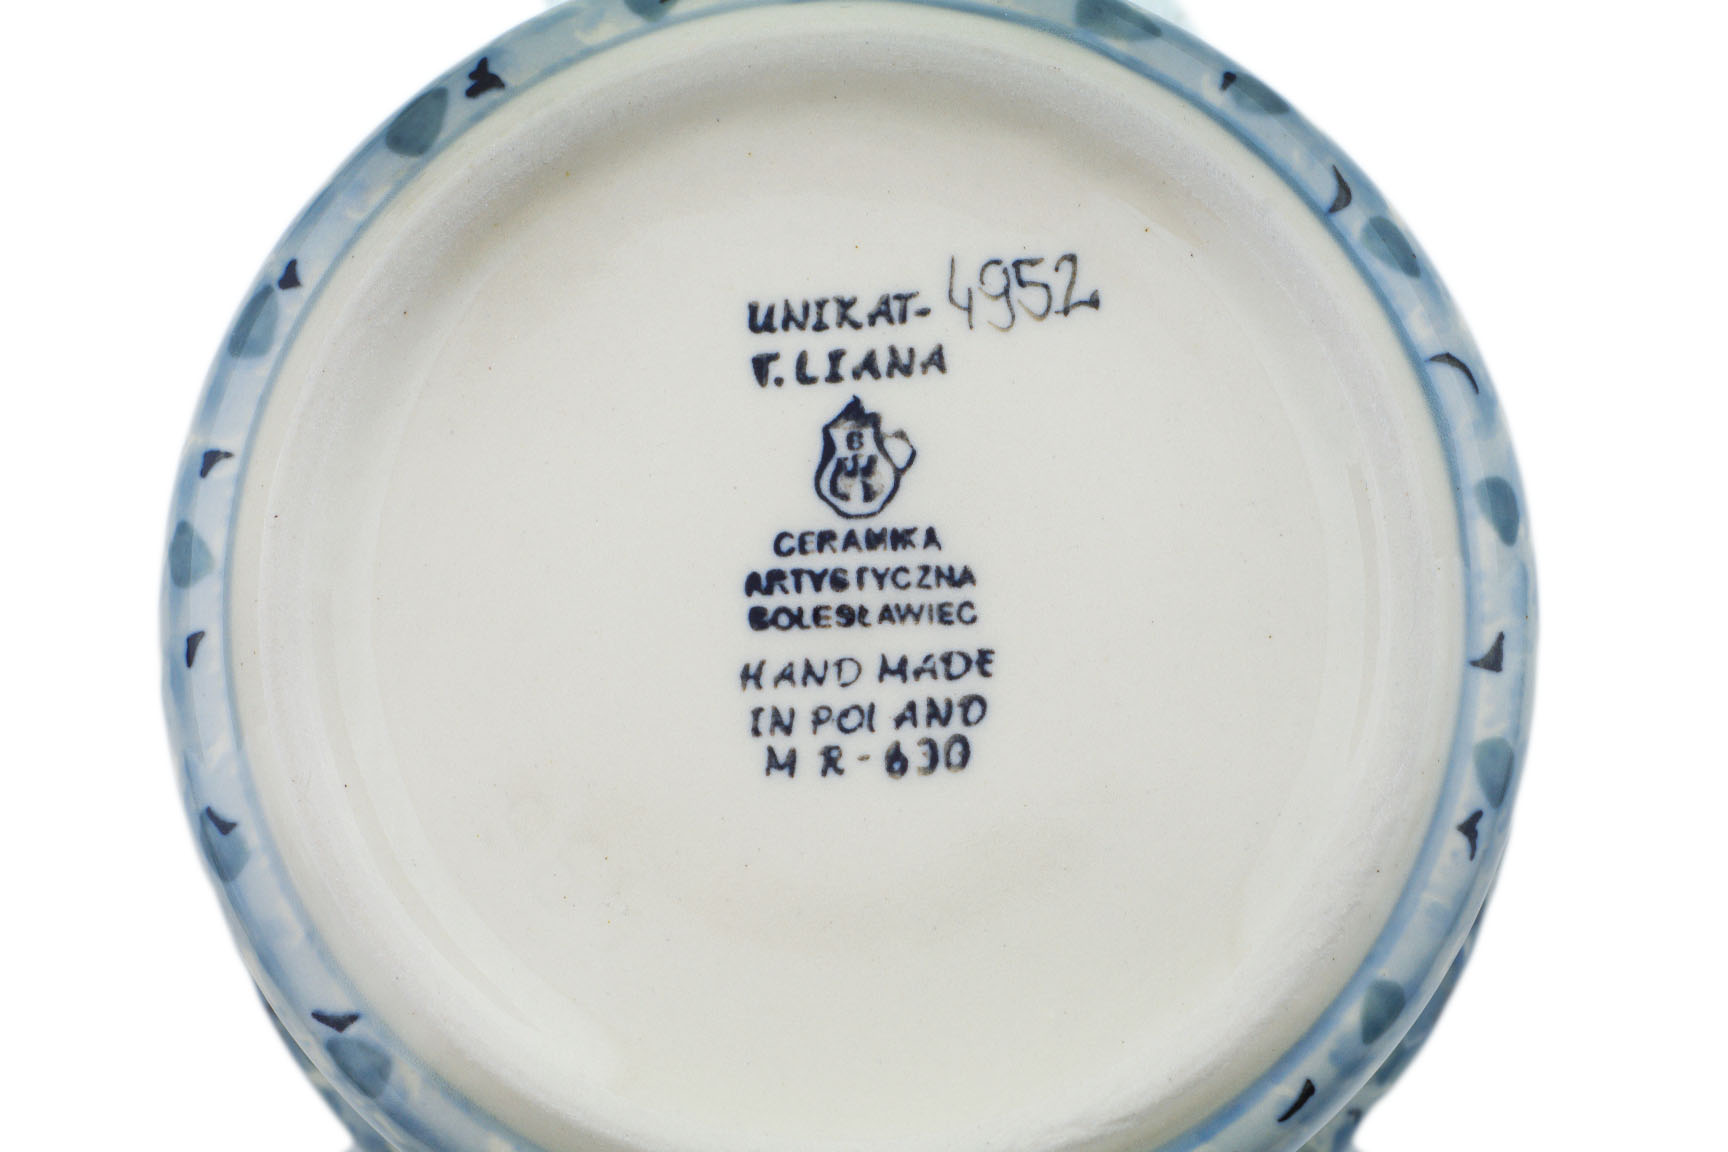 UNIKAT- 4952
T. LIANA
B
CERAMIKA
ARTYSTYCZNA
BOLESŁAWIEC
HAND MADE
IN POLAND
MR-630